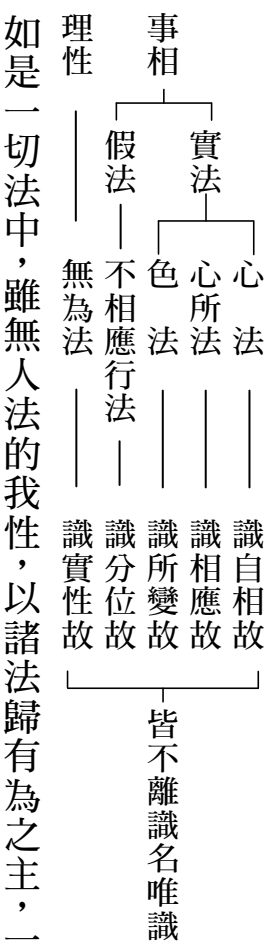 心法 識自相故
心所法 識相應故
實法 色法 識所變故
事相 假法 不相應行法 識分位故
理性 無為法 識實性故
皆不離識名唯識
如是一切法中，雖無人法的我性，以諸法歸有為之主，一